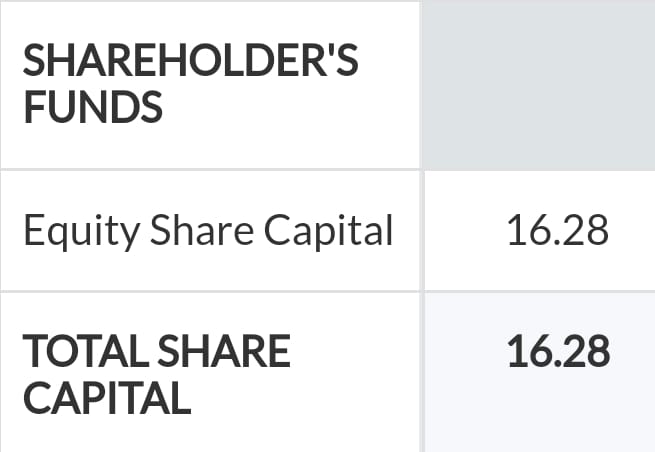 SHAREHOLDER'S
FUNDS
Equity Share Capital 16.28
TOTAL SHARE 16.28
CAPITAL